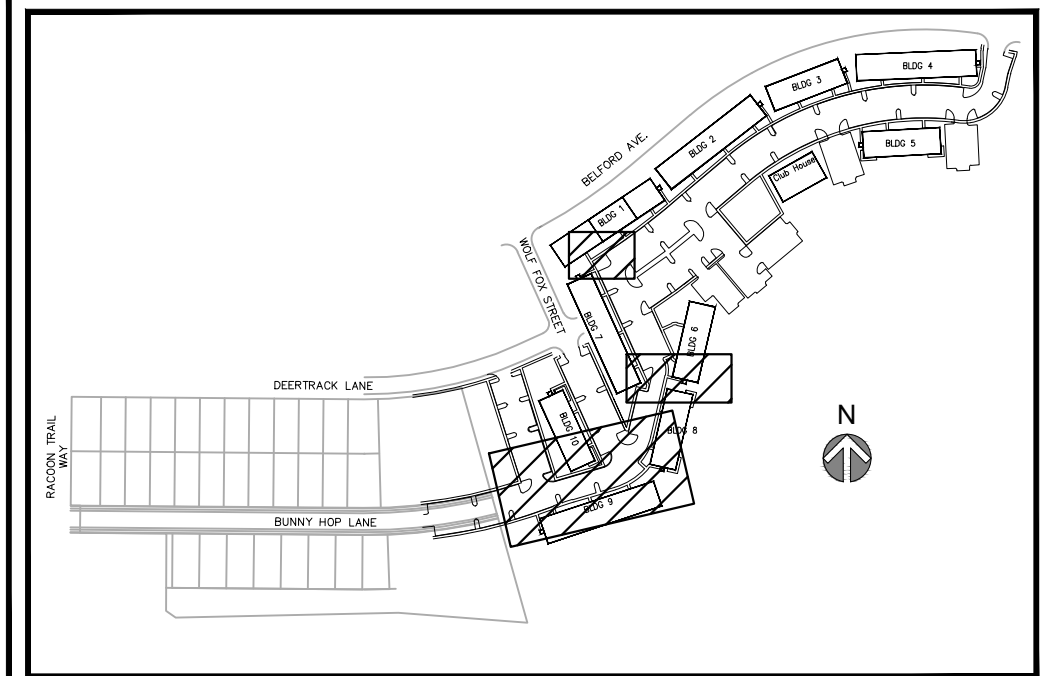 BLDG 4
BLDG 3
BLDG 2
BLDG 5
BELFORD AVE.
Club House
BLDG 1
WOLF FOX STREET
BLDG 7
BLDG 6
DEERTRACK LANE
BLDG 10
BLDG 8
N
RACOON TRAIL
WAY
BLDG 9
BUNNY HOP LANE